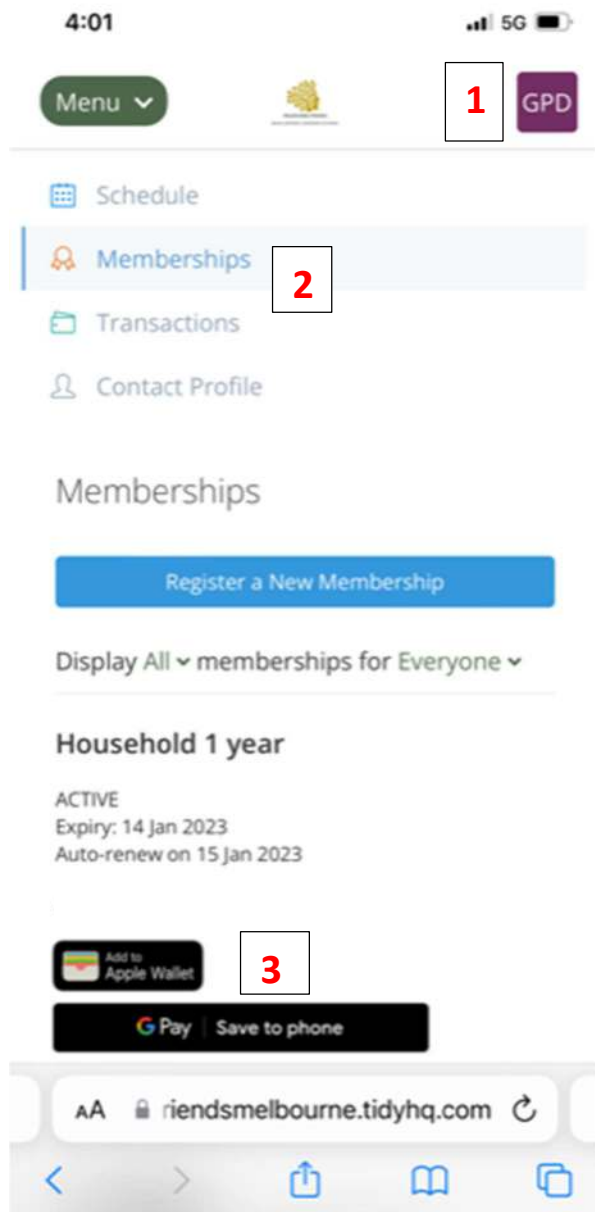 4:01
5G
Menu
1
GPD
Schedule
Memberships
2
Transactions
Contact Profile
Memberships
Register a New Membership
Display All memberships for Everyone
Household 1 year
ACTIVE
Expiry: 14 Jan 2023
Auto-renew on 15 Jan 2023
Add to
Apple Wallet
3
G Pay Save to phone
AA riendsmelbourne.tidyhq.com